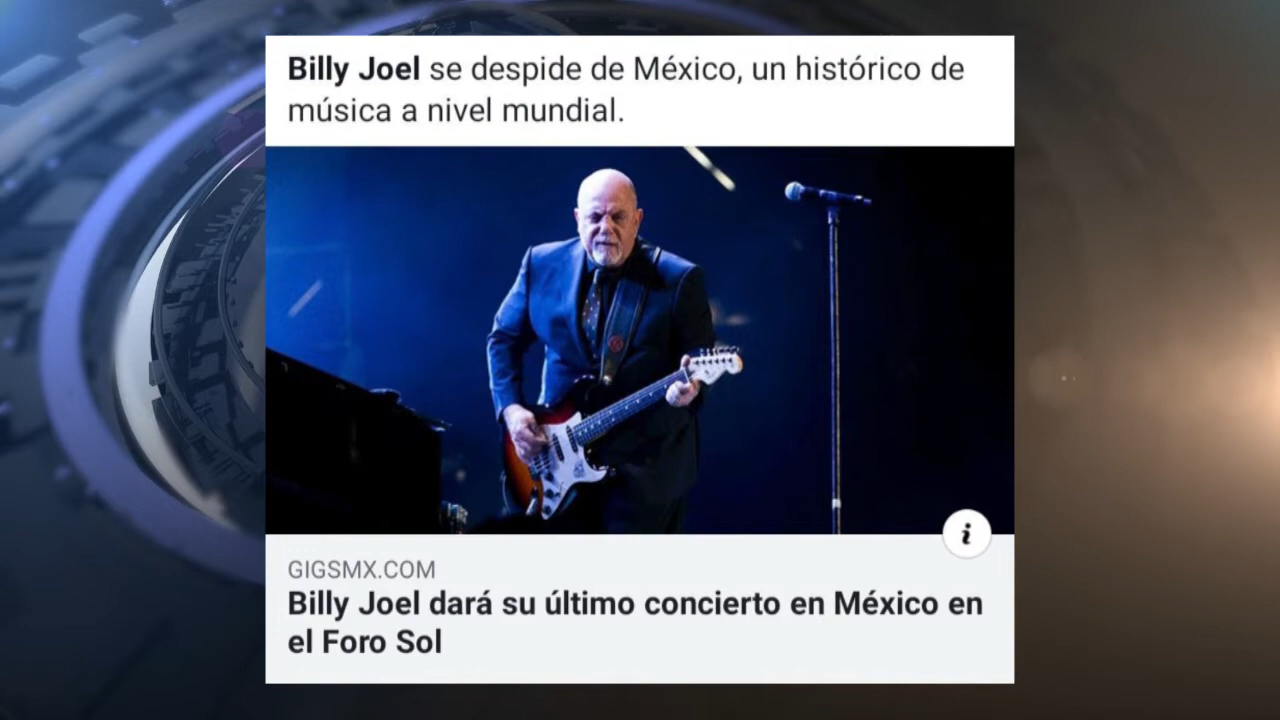 Billy Joel se despide de México, un histórico de
música a nivel mundial.
i
GIGSMX.COM
Billy Joel dará su último concierto en México en
el Foro Sol